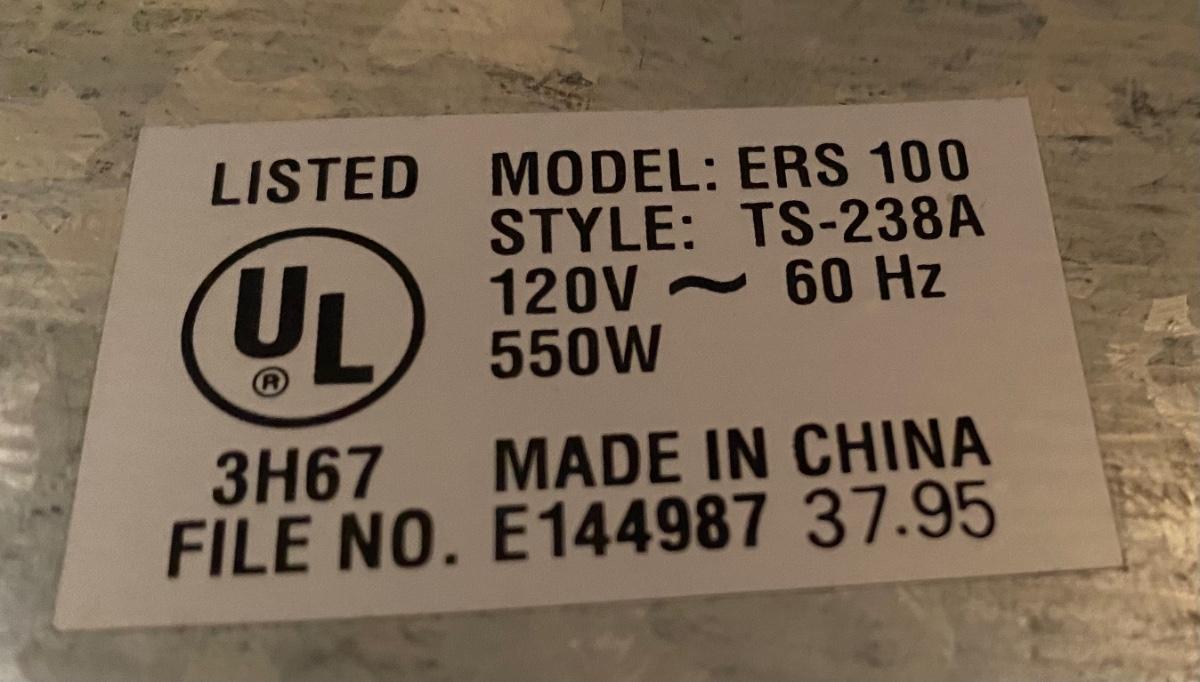 LISTED
UL
®
3H67
MODEL: ERS 100
STYLE: TS-238A
120V ~ 60 Hz
550W
MADE IN CHINA
FILE NO. E144987 37.95